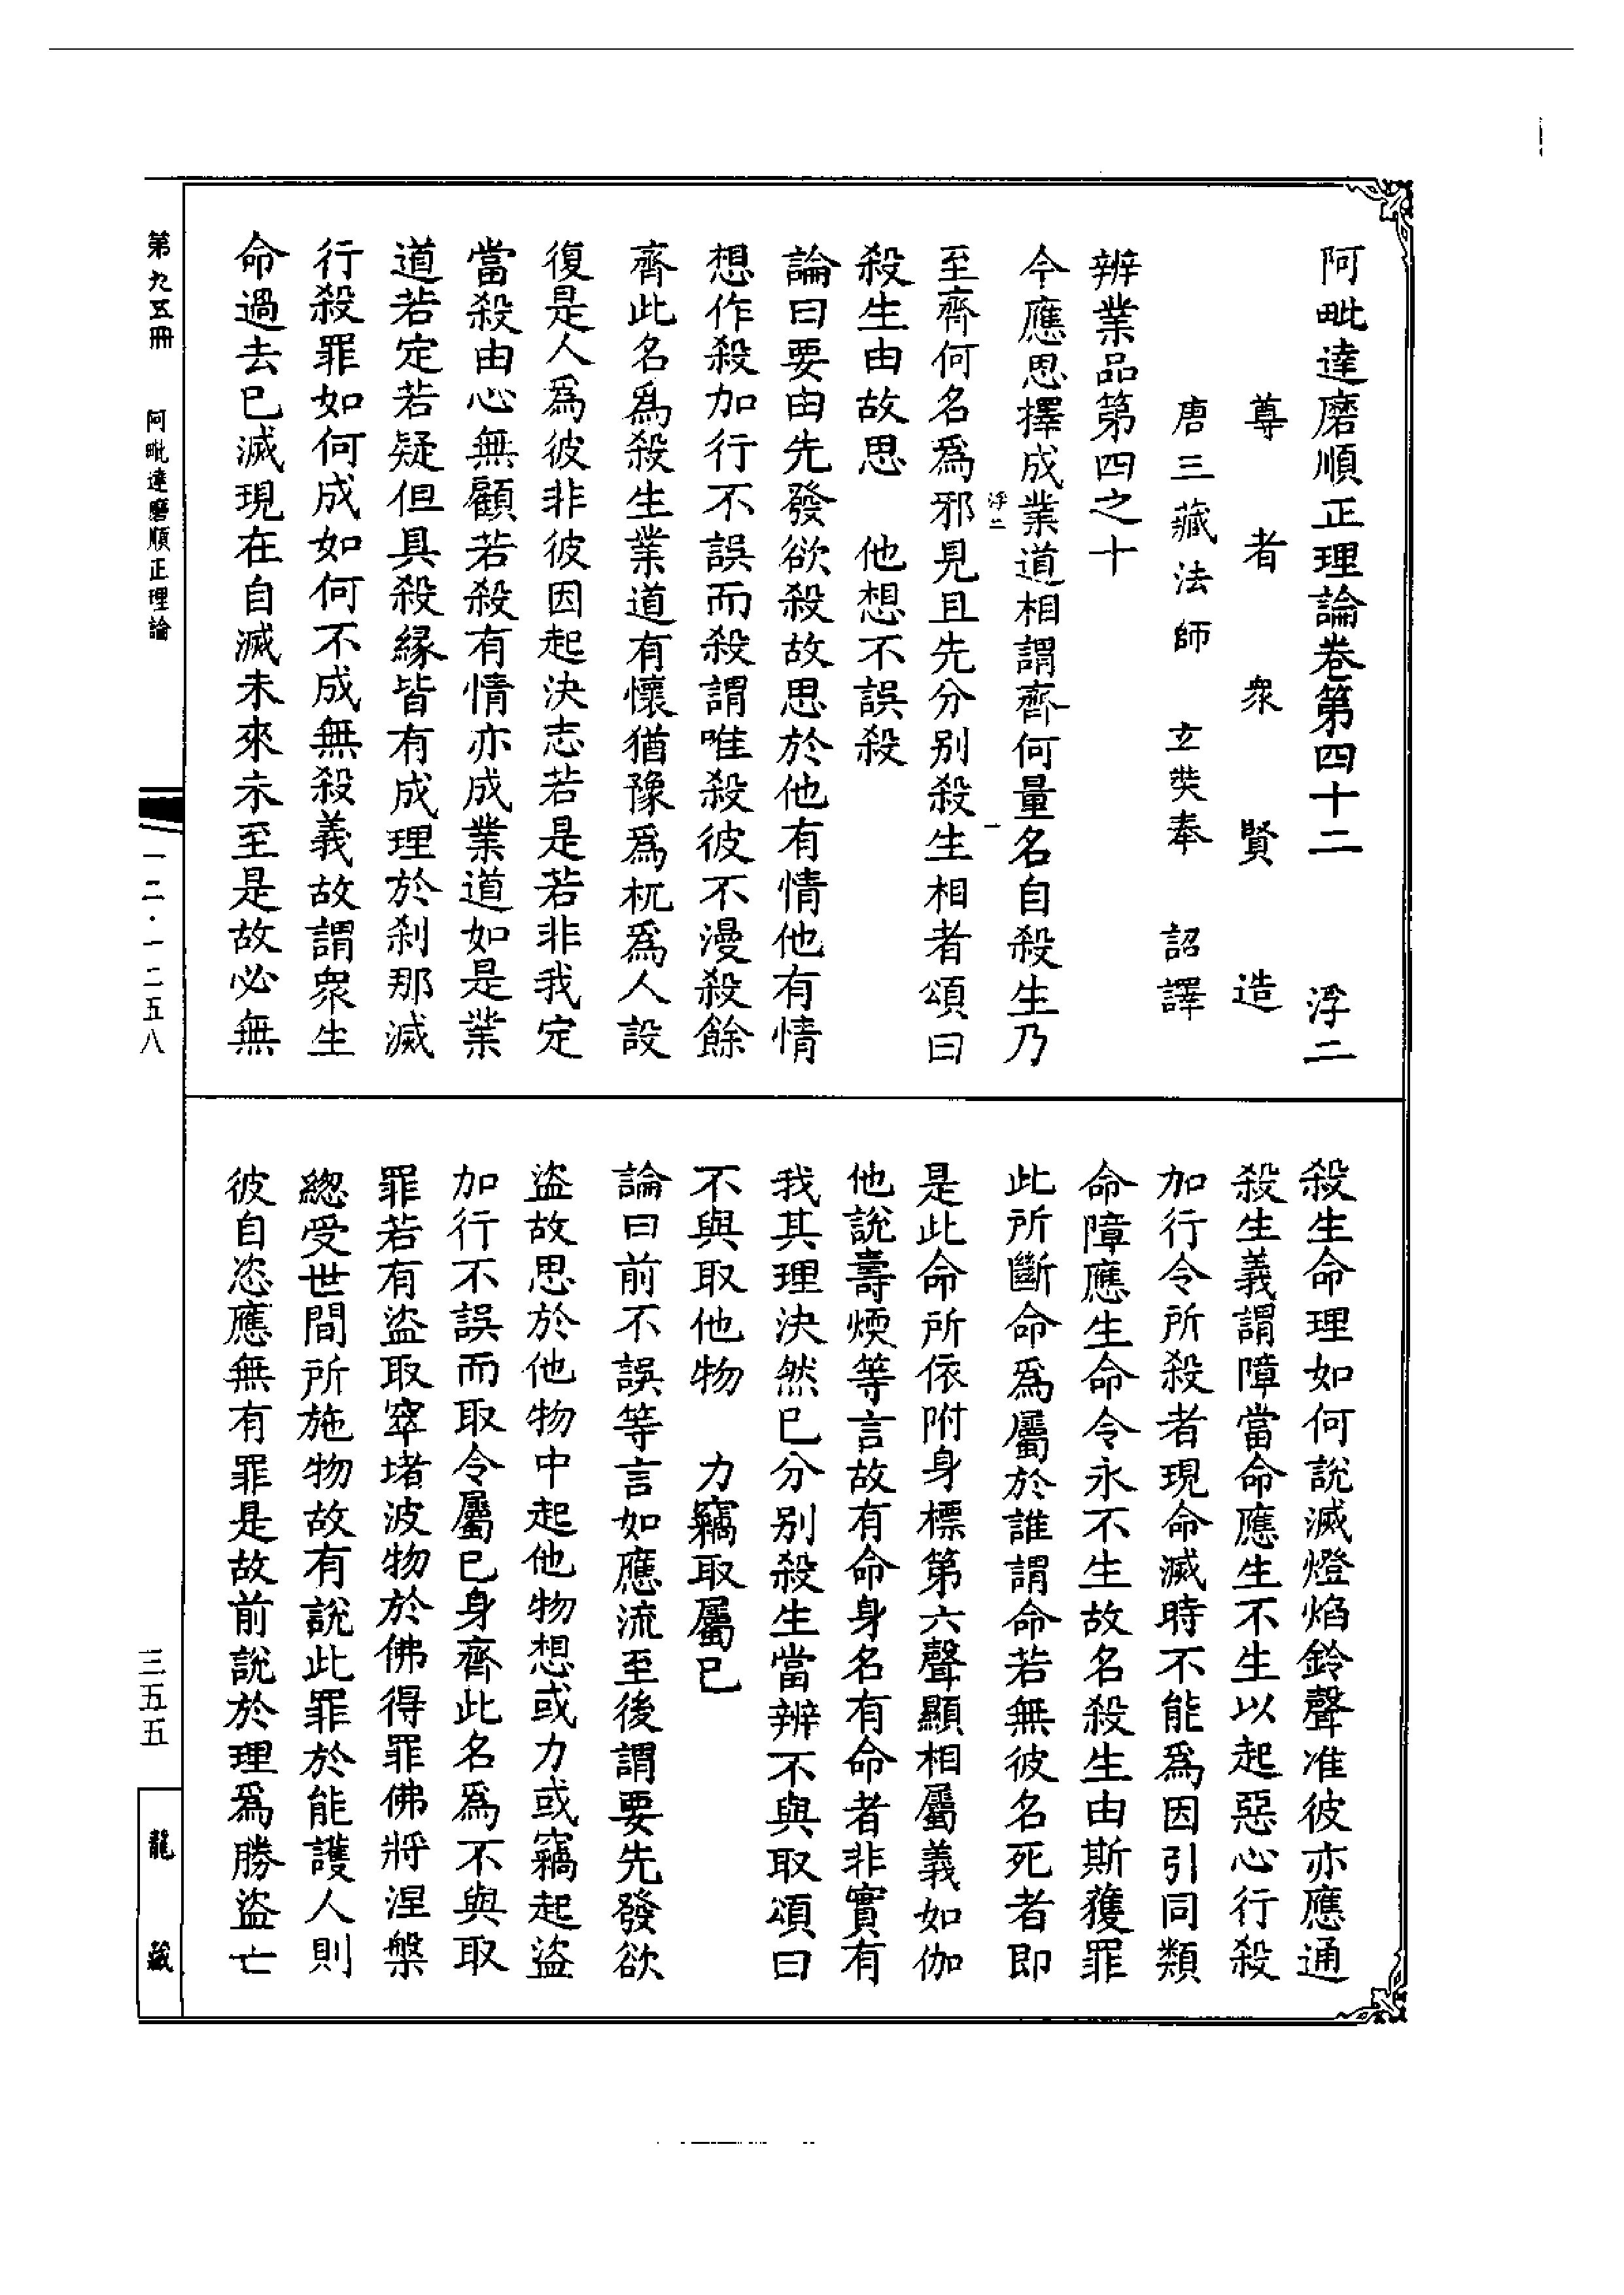 阿毗達磨順正理論卷第四十二　浮二
尊者衆賢造
唐三藏法師玄奘奉　詔譯
辨業品第四之十
今應思擇成業道相謂齊何量名自殺生乃
浮二　一
至齊何名爲邪見且先分別殺生相者頌曰
殺生由故思　他想不誤殺
論曰要由先發欲殺故思於他有情他有情
想作殺加行不誤而殺謂唯殺彼不漫殺餘
齊此名爲殺生業道有懷猶豫爲杌爲人設
復是人爲彼非彼因起決志若是若非我定
當殺由心無顧若殺有情亦成業道如是業
道若定若疑但具殺緣皆有成理於刹那滅
行殺罪如何成如何不成無殺義故謂衆生
命過去已滅現在自滅未來未至是故必無
殺生命理如何說滅燈焰鈴聲准彼亦應通
殺生義謂障當命應生不生以起惡心行殺
加行令所殺者現命滅時不能爲因引同類
命障應生命令永不生故名殺生由斯獲罪
此所斷命爲屬於誰謂命若無彼名死者即
是此命所依附身標第六聲顯相屬義如伽
他說壽煗等言故有命身名有命者非實有
我其理決然已分別殺生當辨不與取頌曰
不與取他物　力竊取屬已
論曰前不誤等言如應流至後謂要先發欲
盜故思於他物中起他物想或力或竊起盜
加行不誤而取令屬已身齊此名爲不與取
罪若有盜取窣堵波物於佛得罪佛將涅槃
總受世間所施物故有說此罪於能護人則
彼自恣應無有罪是故前說於理爲勝盜亡
第九五冊　阿毗達磨順正理論
一二·一二五八
三五五
龍藏